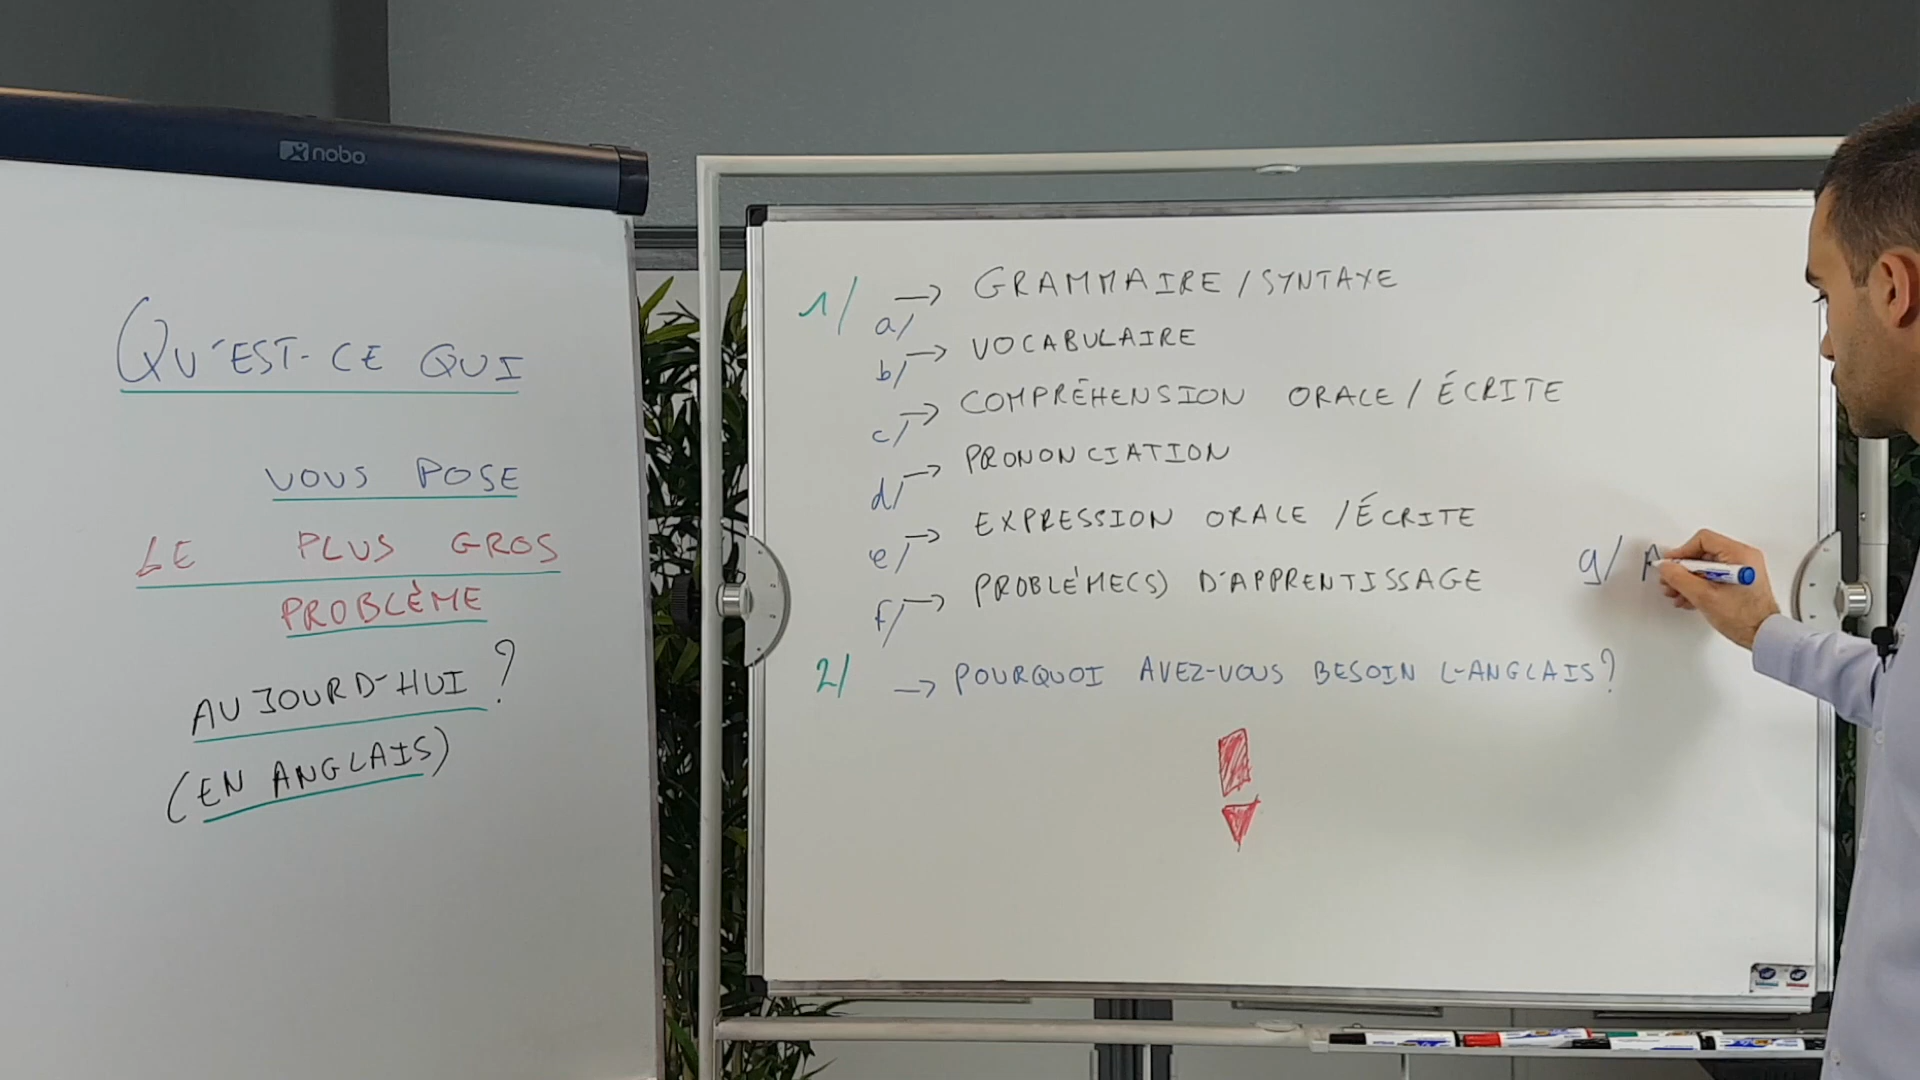 nobo
QU'EST-CE QUI
VOUS POSE
LE PLUS GROS
PROBLÈME
AUJOURD'HUI ?
(EN ANGLAIS)
1/ a/ → GRAMMAIRE / SYNTAXE
b/ → VOCABULAIRE
c/ → COMPRÉHENSION ORALE / ÉCRITE
d/ → PRONONCIATION
e/ → EXPRESSION ORALE / ÉCRITE
f/ → PROBLÈME(S) D'APPRENTISSAGE
g/ A
2/ → POURQUOI AVEZ-VOUS BESOIN L'ANGLAIS?